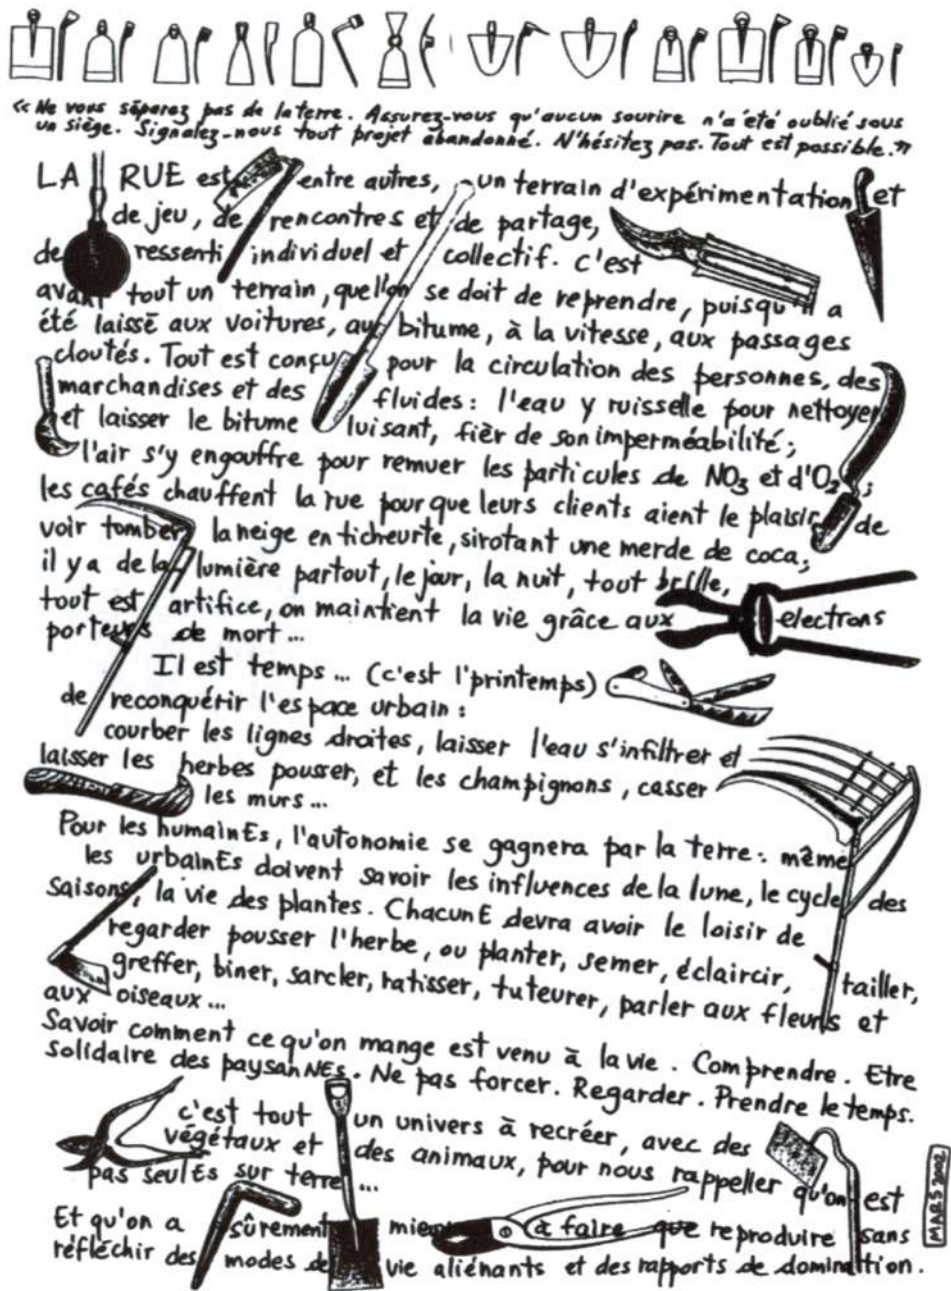 « Ne vous séparez pas de la terre. Assurez-vous qu'aucun sourire n'a été oublié sous
un siège. Signalez-nous tout projet abandonné. N'hésitez pas. Tout est possible. »
LA RUE est, entre autres, un terrain d'expérimentation et
de jeu, de rencontres et de partage,
de ressenti individuel et collectif. c'est
avant tout un terrain, que l'on se doit de reprendre, puisqu'il a
été laissé aux voitures, au bitume, à la vitesse, aux passages
cloutés. Tout est conçu pour la circulation des personnes, des
marchandises et des fluides : l'eau y ruisselle pour nettoyer
et laisser le bitume luisant, fièr de son imperméabilité ;
l'air s'y engouffre pour remuer les particules de NO3 et d'O2 ;
les cafés chauffent la rue pour que leurs clients aient le plaisir de
voir tomber la neige en ticheurte, sirotant une merde de coca,
il y a de la lumière partout, le jour, la nuit, tout brille,
tout est artifice, on maintient la vie grâce aux electrons
porteurs de mort ...
Il est temps ... (c'est l'printemps)
de reconquérir l'espace urbain :
courber les lignes droites, laisser l'eau s'infiltrer et
laisser les herbes pousser, et les champignons, casser
les murs ...
Pour les humainEs, l'autonomie se gagnera par la terre : même
les urbainEs doivent savoir les influences de la lune, le cycle des
saisons, la vie des plantes. ChacunE devra avoir le loisir de
regarder pousser l'herbe, ou planter, semer, éclaircir, tailler,
greffer, biner, sarcler, ratisser, tuteurer, parler aux fleurs et
aux oiseaux ...
Savoir comment ce qu'on mange est venu à la vie. Comprendre. Etre
solidaire des paysanNEs. Ne pas forcer. Regarder. Prendre le temps.
c'est tout un univers à recréer, avec des
végétaux et des animaux, pour nous rappeller qu'on est
pas seulEs sur terre ...
Et qu'on a sûrement mieux à faire que reproduire sans
réfléchir des modes de vie aliénants et des rapports de domination.
MARS 2002